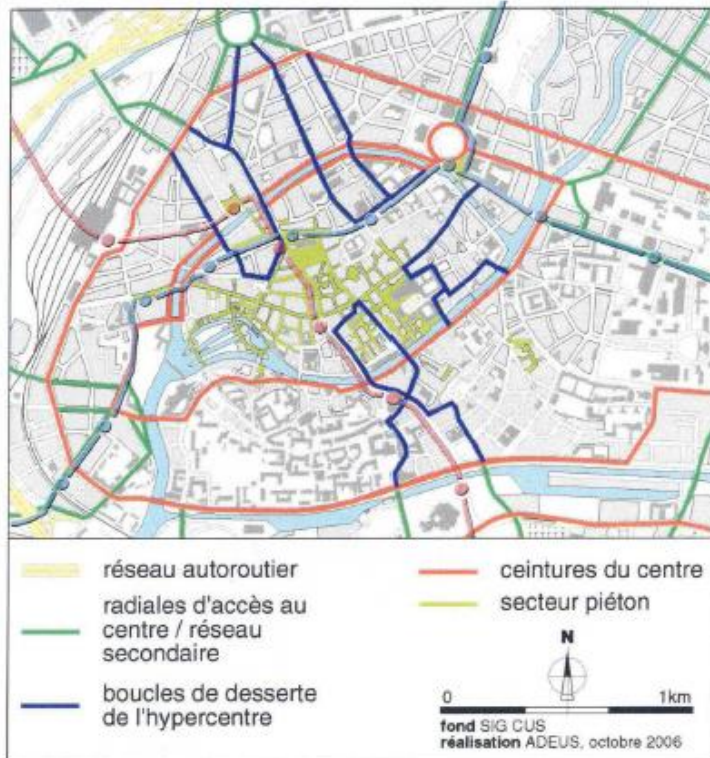 réseau autoroutier
radiales d'accès au
centre / réseau
secondaire
boucles de desserte
de l'hypercentre
ceintures du centre
secteur piéton
N
0 1km
fond SIG CUS
réalisation ADEUS, octobre 2006